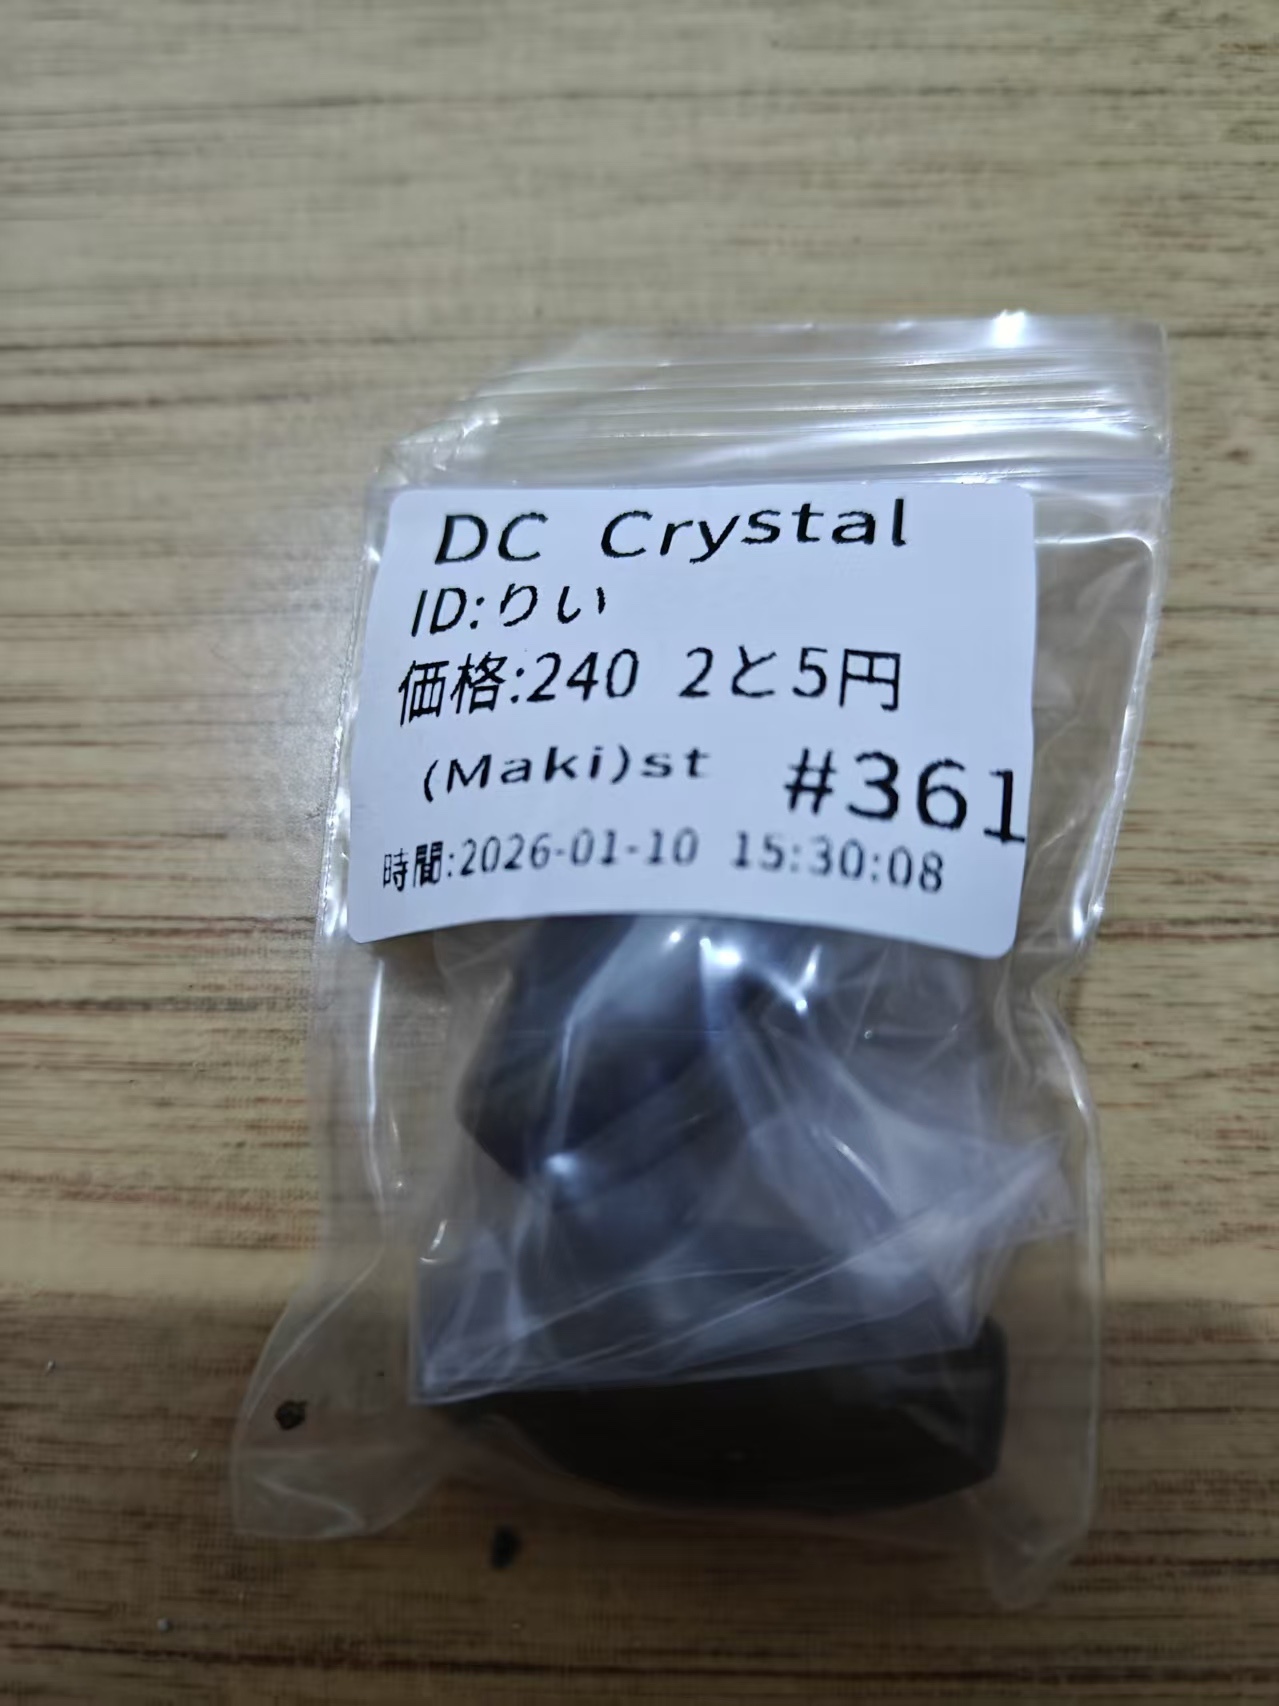 DC Crystal
ID:りぃ
価格:240 2と5円
(Maki)st #361
時間:2026-01-10 15:30:08